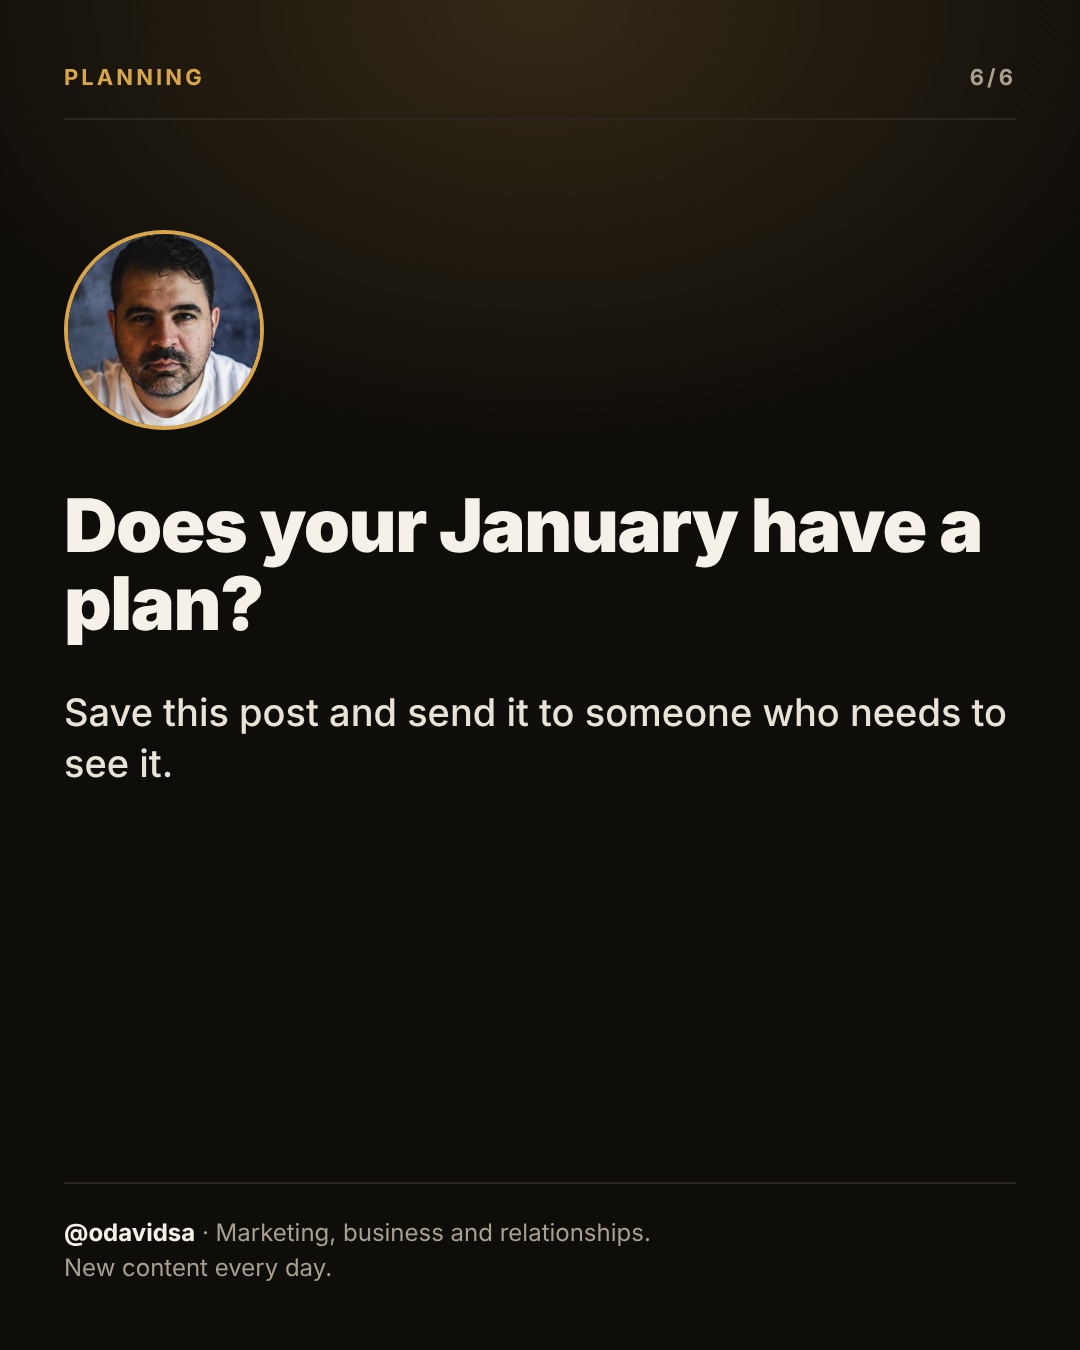 PLANNING
6/6
Does your January have a
plan?
Save this post and send it to someone who needs to
see it.
@odavidsa · Marketing, business and relationships.
New content every day.